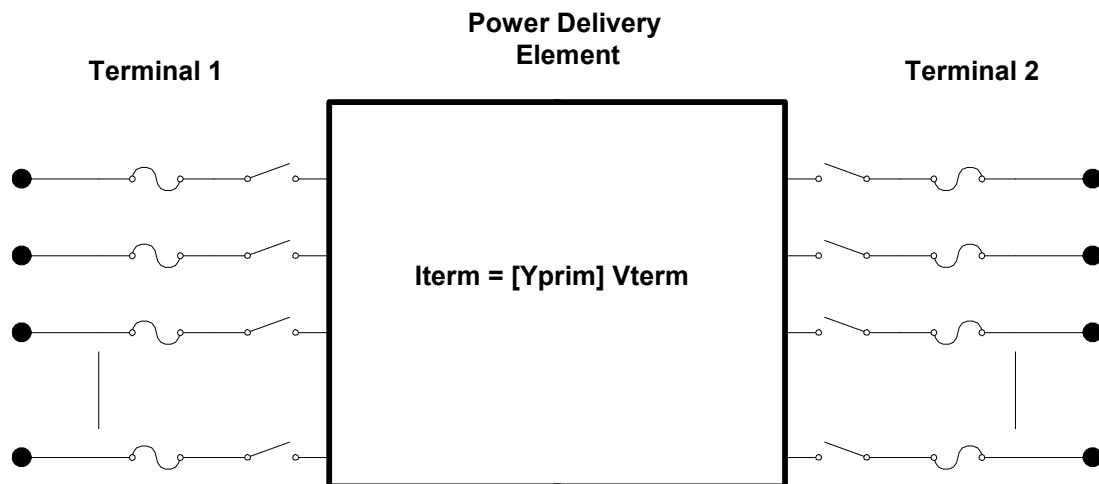 Power Delivery
Element
Terminal 1
Terminal 2
Iterm = [Yprim] Vterm